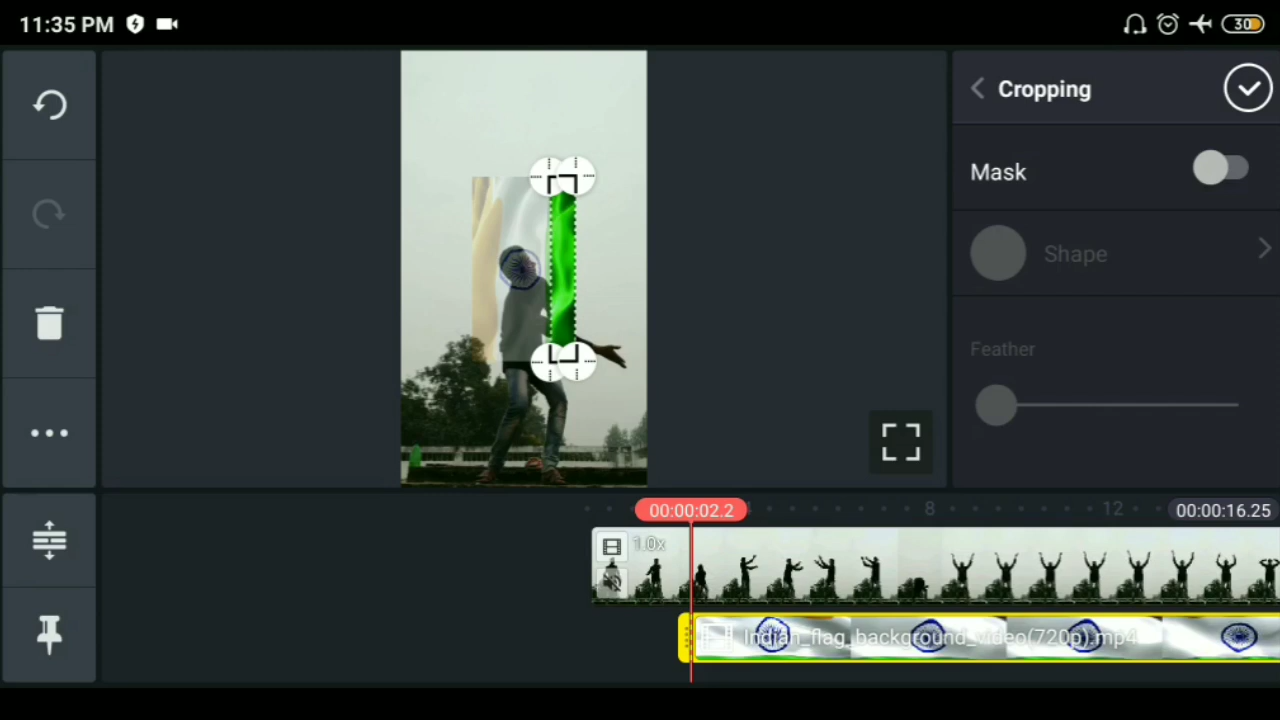 11:35 PM
30
Cropping
Mask
Shape
Feather
00:00:02.2
8
12
00:00:16.25
1.0x
Indian_flag_background_video(720p).mp4